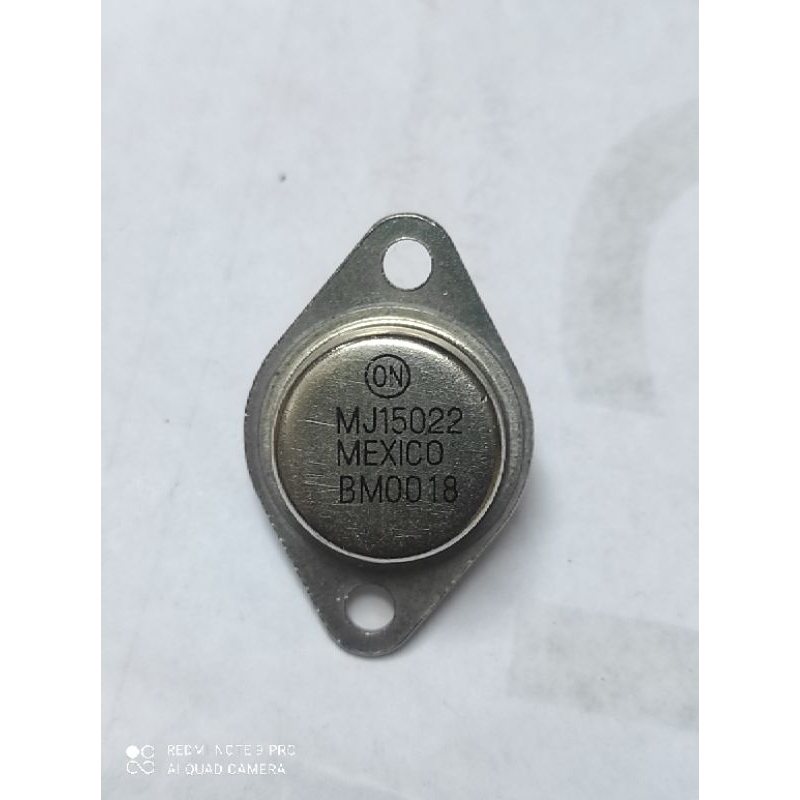 ON
MJ15022
MEXICO
BM0018
REDMI NOTE 9 PRO
AI QUAD CAMERA